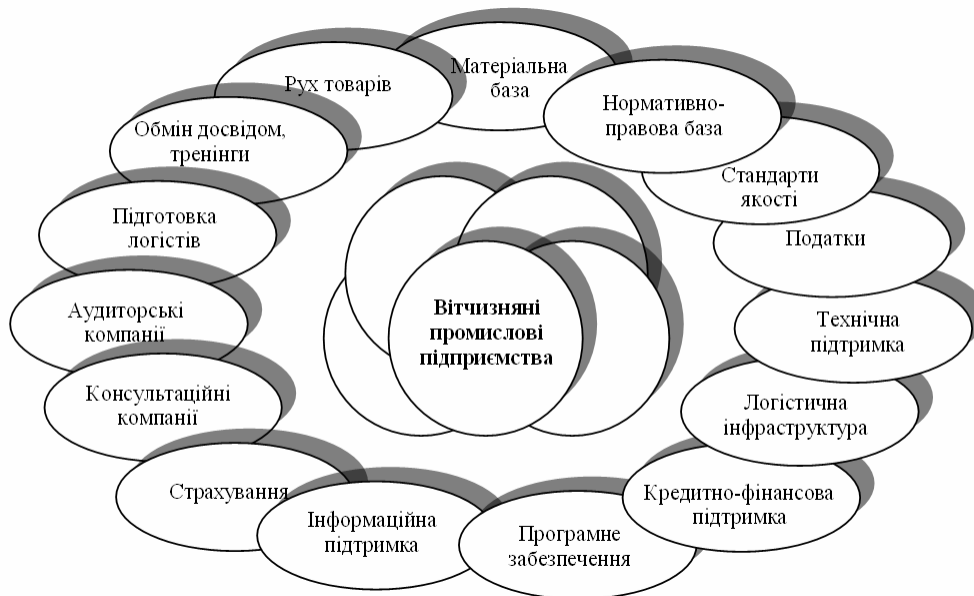 Матеріальна
база
Нормативно-
правова база
Стандарти
якості
Податки
Технічна
підтримка
Логістична
інфраструктура
Кредитно-фінансова
підтримка
Програмне
забезпечення
Інформаційна
підтримка
Страхування
Консультаційні
компанії
Аудиторські
компанії
Підготовка
логістів
Обмін досвідом,
тренінги
Рух товарів
Вітчизняні
промислові
підприємства